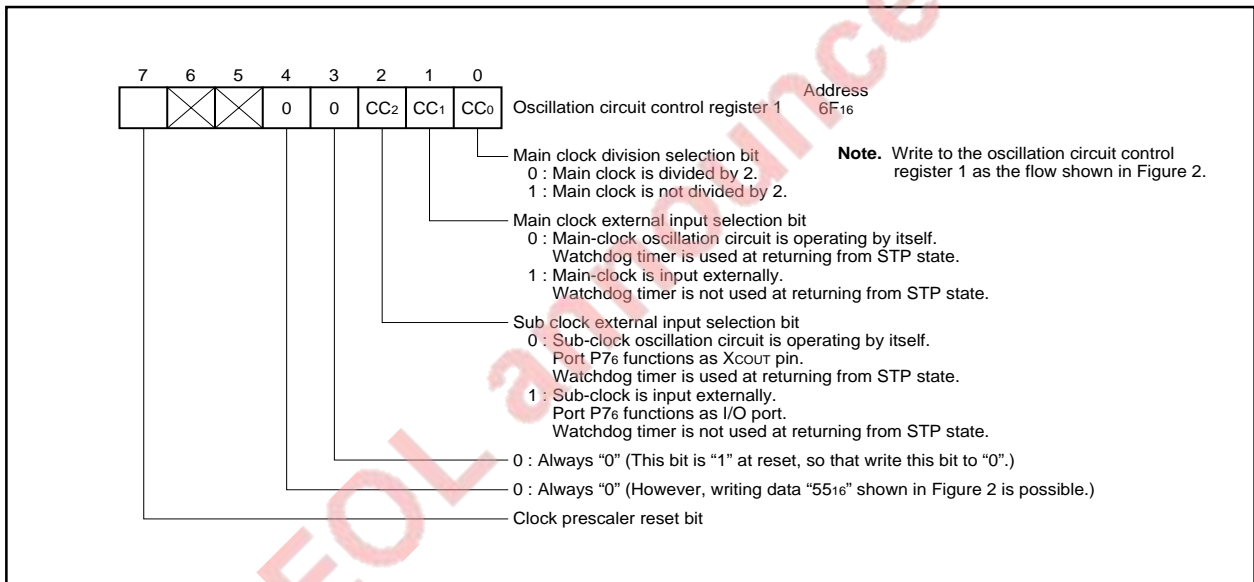 7 6 5 4 3 2 1 0
0 0 CC2 CC1 CC0 Oscillation circuit control register 1 Address 6F16
Main clock division selection bit
0 : Main clock is divided by 2.
1 : Main clock is not divided by 2.
Note. Write to the oscillation circuit control
register 1 as the flow shown in Figure 2.
Main clock external input selection bit
0 : Main-clock oscillation circuit is operating by itself.
Watchdog timer is used at returning from STP state.
1 : Main-clock is input externally.
Watchdog timer is not used at returning from STP state.
Sub clock external input selection bit
0 : Sub-clock oscillation circuit is operating by itself.
Port P76 functions as XCOUT pin.
Watchdog timer is used at returning from STP state.
1 : Sub-clock is input externally.
Port P76 functions as I/O port.
Watchdog timer is not used at returning from STP state.
0 : Always “0” (This bit is “1” at reset, so that write this bit to “0”.)
0 : Always “0” (However, writing data “5516” shown in Figure 2 is possible.)
Clock prescaler reset bit
EOL announce